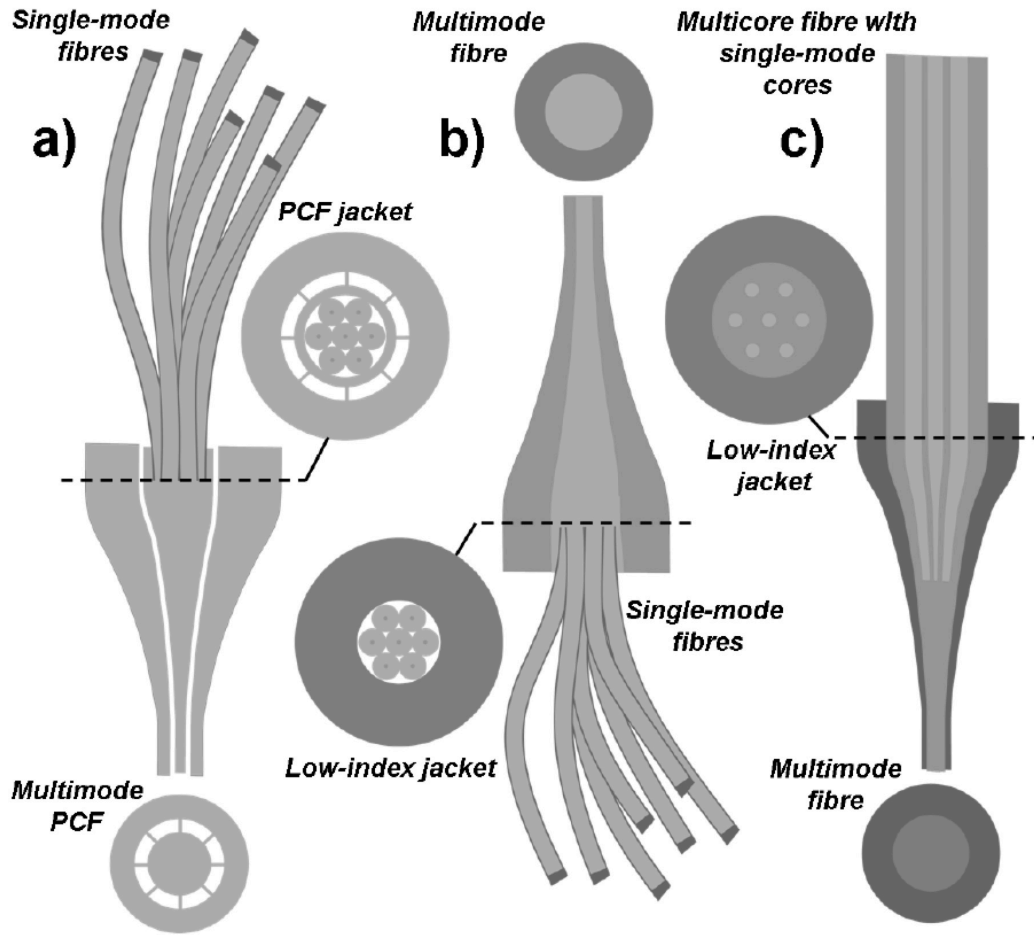 Single-mode
fibres
a)
PCF jacket
Multimode
PCF
Multimode
fibre
b)
Single-mode
fibres
Low-index jacket
Multicore fibre wlth
single-mode
cores
c)
Low-index
jacket
Multimode
fibre